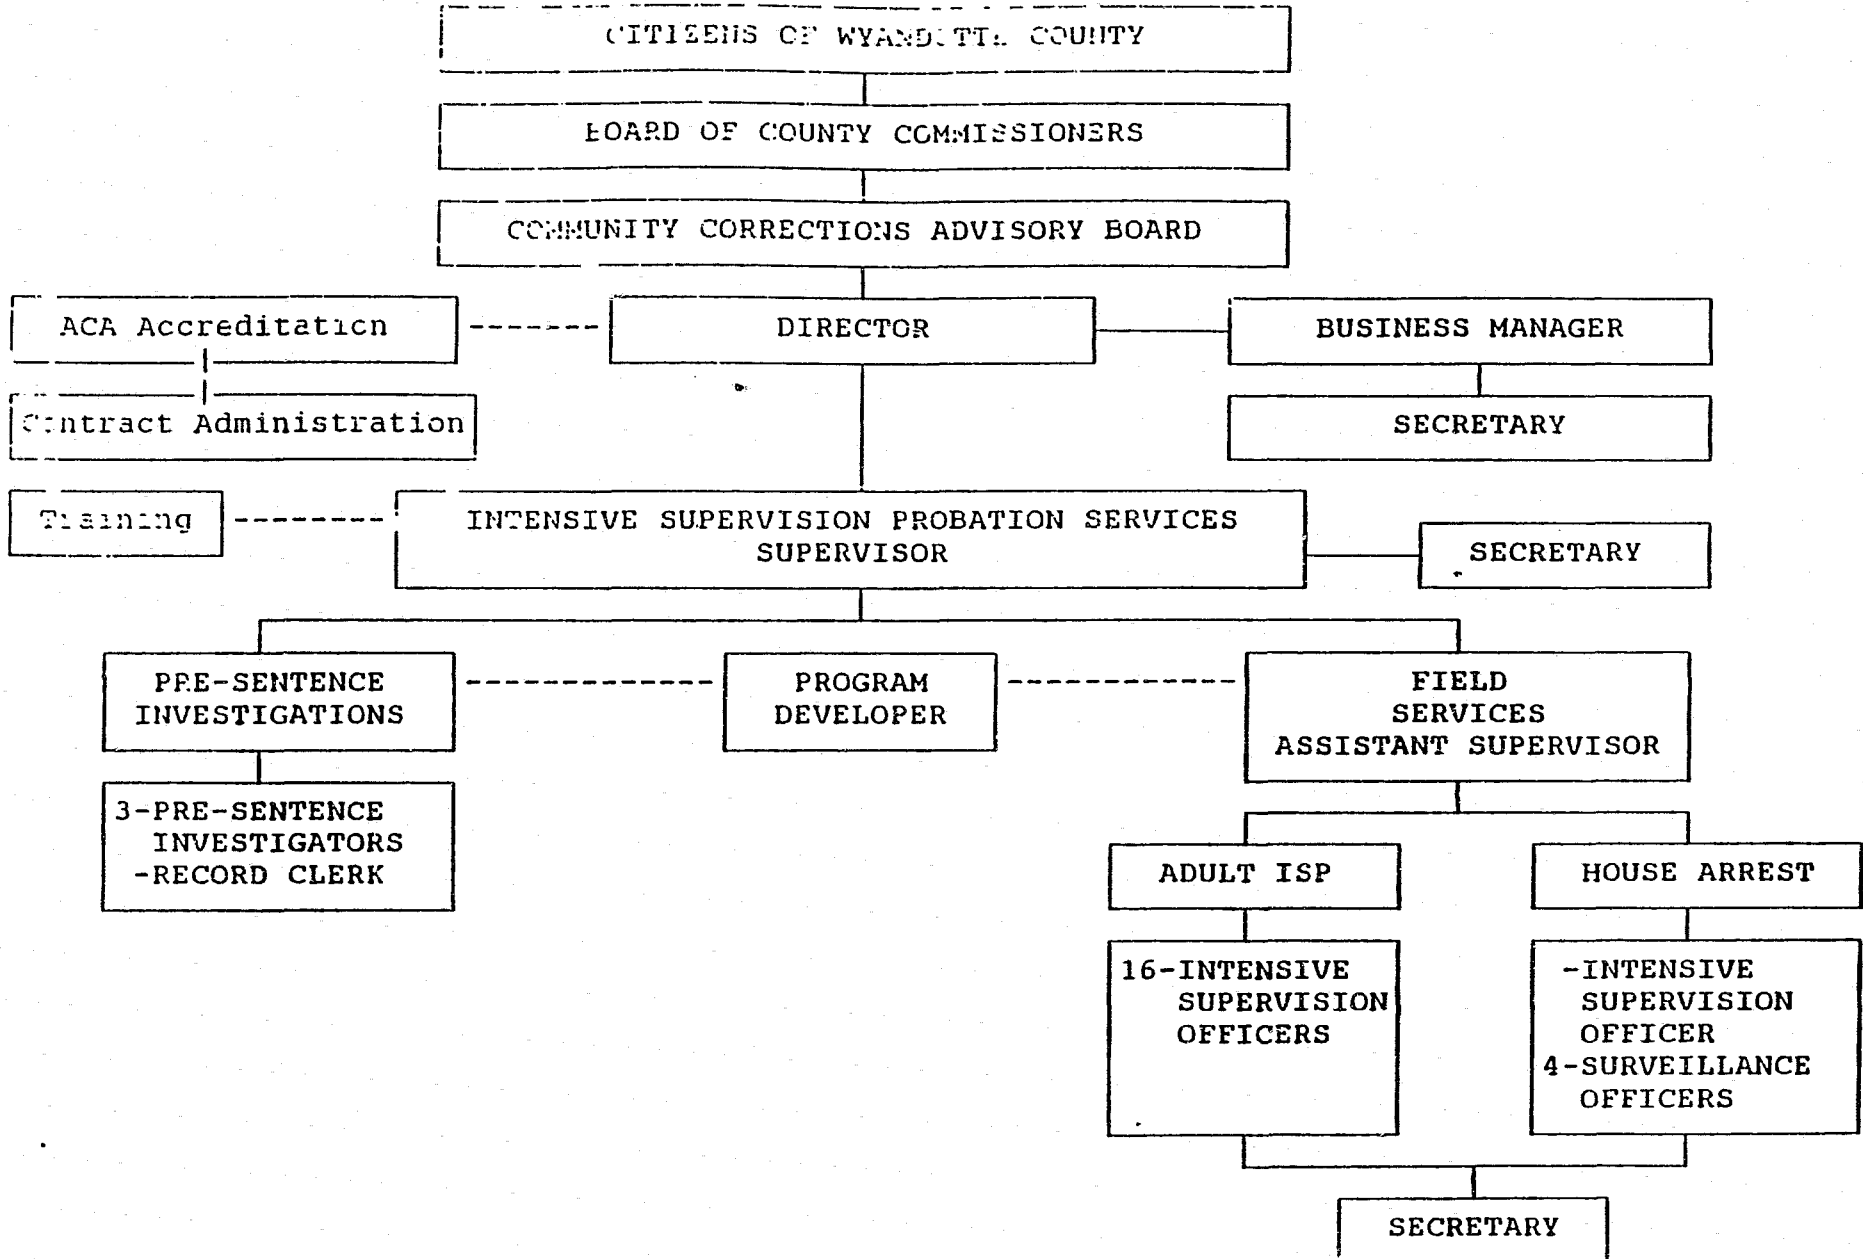 CITIZENS OF WYANDOTTE COUNTY
BOARD OF COUNTY COMMISSIONERS
COMMUNITY CORRECTIONS ADVISORY BOARD
ACA Accreditation
DIRECTOR
BUSINESS MANAGER
Contract Administration
SECRETARY
Training
INTENSIVE SUPERVISION PROBATION SERVICES
SUPERVISOR
SECRETARY
PRE-SENTENCE
INVESTIGATIONS
PROGRAM
DEVELOPER
FIELD
SERVICES
ASSISTANT SUPERVISOR
3-PRE-SENTENCE
INVESTIGATORS
-RECORD CLERK
ADULT ISP
HOUSE ARREST
16-INTENSIVE
SUPERVISION
OFFICERS
-INTENSIVE
SUPERVISION
OFFICER
4-SURVEILLANCE
OFFICERS
SECRETARY